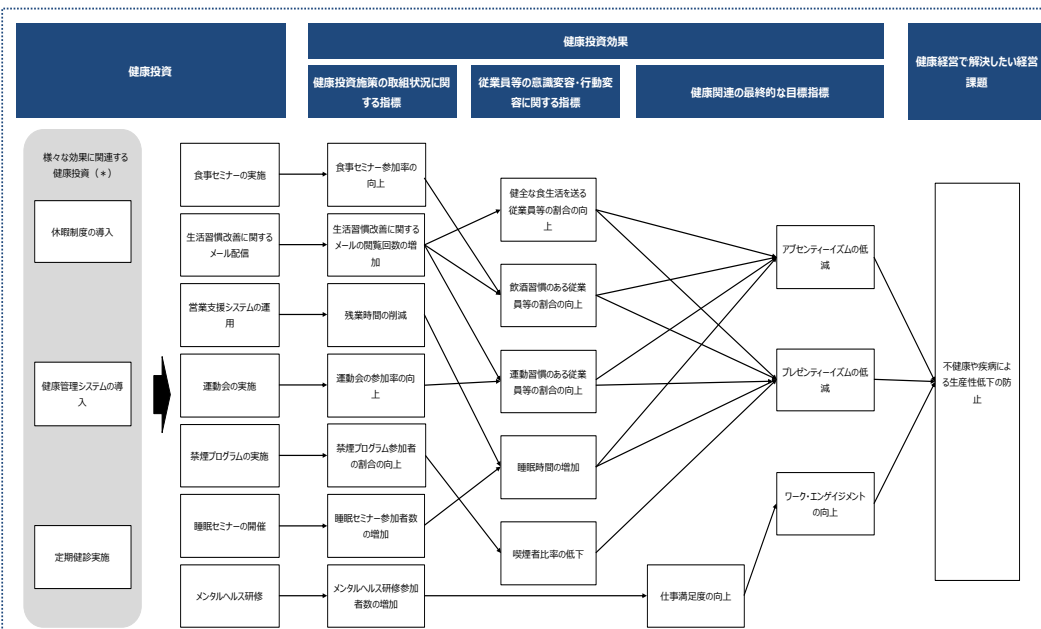 健康投資
健康投資効果
健康経営で解決したい経営
課題
健康投資施策の取組状況に関
する指標
従業員等の意識変容・行動変
容に関する指標
健康関連の最終的な目標指標
様々な効果に関連する
健康投資（＊）
休暇制度の導入
健康管理システムの導
入
定期健診実施
食事セミナーの実施
生活習慣改善に関する
メール配信
営業支援システムの運
用
運動会の実施
禁煙プログラムの実施
睡眠セミナーの開催
メンタルヘルス研修
食事セミナー参加率の
向上
生活習慣改善に関する
メールの閲覧回数の増
加
残業時間の削減
運動会の参加率の向
上
禁煙プログラム参加者
の割合の向上
睡眠セミナー参加者数
の増加
メンタルヘルス研修参加
者数の増加
健全な食生活を送る
従業員等の割合の向
上
飲酒習慣のある従業
員等の割合の向上
運動習慣のある従業
員等の割合の向上
睡眠時間の増加
喫煙者比率の低下
仕事満足度の向上
アブセンティーイズムの低
減
プレゼンティーイズムの低
減
ワーク・エンゲイジメント
の向上
不健康や疾病によ
る生産性低下の防
止